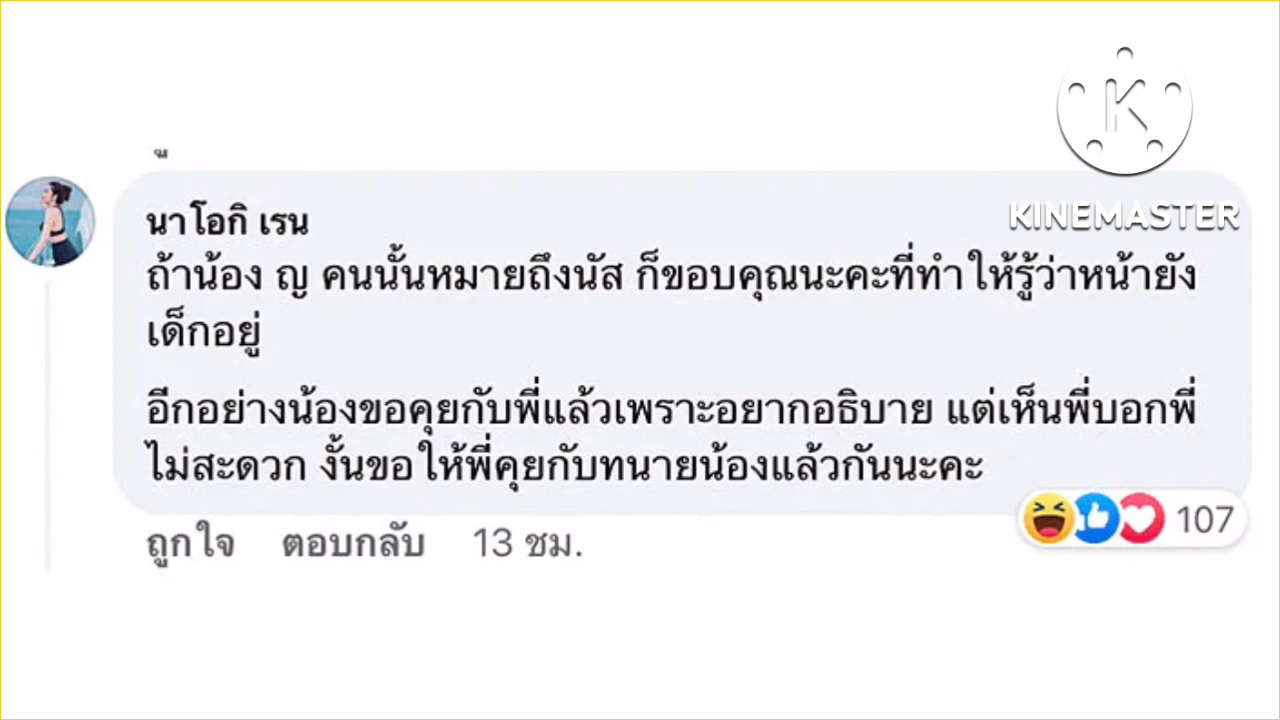 KINEMASTER
นาโอกิ เรน
ถ้าน้อง ญ คนนั้นหมายถึงนัส ก็ขอบคุณนะคะที่ทำให้รู้ว่าหน้ายัง
เด็กอยู่
อีกอย่างน้องขอคุยกับพี่แล้วเพราะอยากอธิบาย แต่เห็นพี่บอกพี่
ไม่สะดวก งั้นขอให้พี่คุยกับทนายน้องแล้วกันนะคะ
107
ถูกใจ ตอบกลับ 13 ชม.